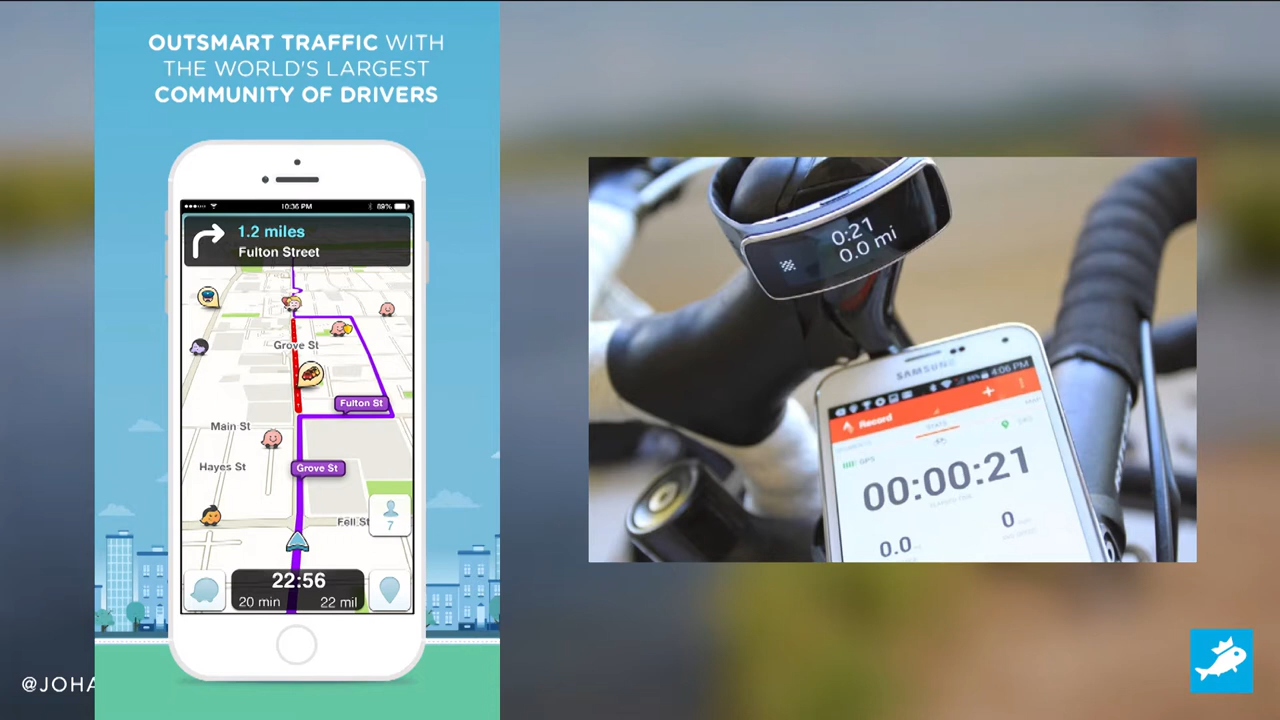 OUTSMART TRAFFIC WITH
THE WORLD'S LARGEST
COMMUNITY OF DRIVERS
10:36 PM
89%
1.2 miles
Fulton Street
Grove St
Fulton St
Main St
Grove St
Hayes St
Fell St
7
22:56
20 min 22 mil
@JOHA
0:21
0.0 mi
SAMSUNG
4:06 PM
Record
STATS
GPS
00:00:21
0.0
0